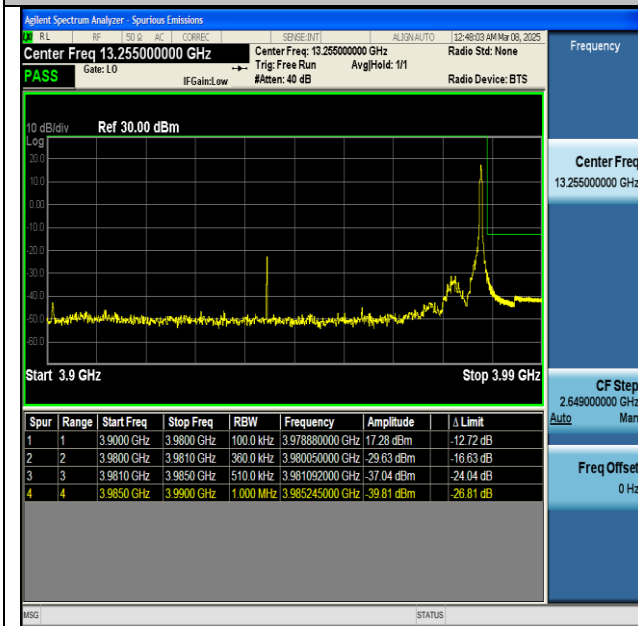 Agilent Spectrum Analyzer - Spurious Emissions
RL RF 50 Ω AC CORREC SENSE:INT ALIGN AUTO 12:48:03 AM Mar 08, 2025
Center Freq 13.255000000 GHz Center Freq: 13.255000000 GHz Radio Std: None
PASS Gate: LO Trig: Free Run Avg|Hold: 1/1
IFGain:Low #Atten: 40 dB Radio Device: BTS
Frequency
10 dB/div Ref 30.00 dBm
Log
20.0
10.0
0.00
-10.0
-20.0
-30.0
-40.0
-50.0
-60.0
Start 3.9 GHz Stop 3.99 GHz
Center Freq
13.255000000 GHz
CF Step
2.649000000 GHz
Auto Man
Freq Offset
0 Hz
Spur Range Start Freq Stop Freq RBW Frequency Amplitude Δ Limit
1 1 3.9000 GHz 3.9800 GHz 100.0 kHz 3.978880000 GHz 17.28 dBm -12.72 dB
2 2 3.9800 GHz 3.9810 GHz 360.0 kHz 3.980050000 GHz -29.63 dBm -16.63 dB
3 3 3.9810 GHz 3.9850 GHz 510.0 kHz 3.981092000 GHz -37.04 dBm -24.04 dB
4 4 3.9850 GHz 3.9900 GHz 1.000 MHz 3.985245000 GHz -39.81 dBm -26.81 dB
MSG STATUS